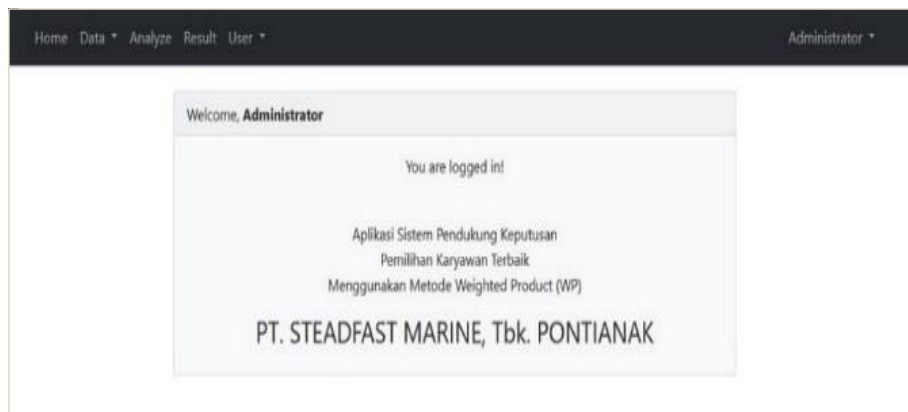 Home Data Analyze Result User Administrator
Welcome, Administrator
You are logged in!
Aplikasi Sistem Pendukung Keputusan
Pemilihan Karyawan Terbaik
Menggunakan Metode Weighted Product (WP)
PT. STEADFAST MARINE, Tbk. PONTIANAK